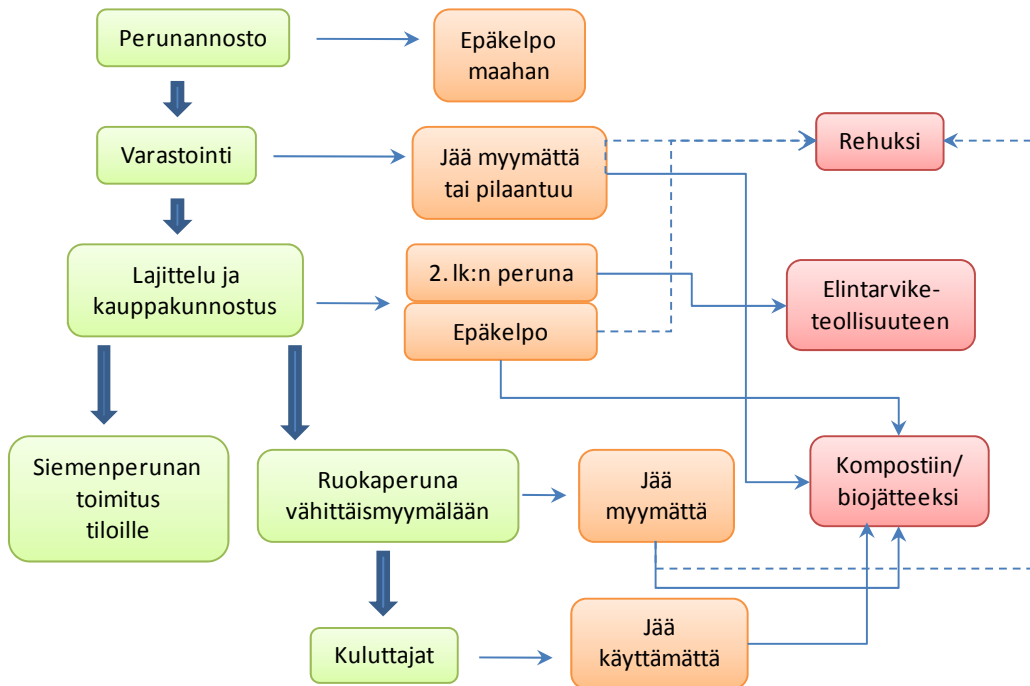 Perunannosto
Epäkelpo
maahan
Varastointi
Jää myymättä
tai pilaantuu
Rehuksi
Lajittelu ja
kauppakunnostus
2. lk:n peruna
Epäkelpo
Elintarvike-
teollisuuteen
Siemenperunan
toimitus
tiloille
Ruokaperuna
vähittäismyymälään
Jää
myymättä
Kompostiin/
biojätteeksi
Kuluttajat
Jää
käyttämättä